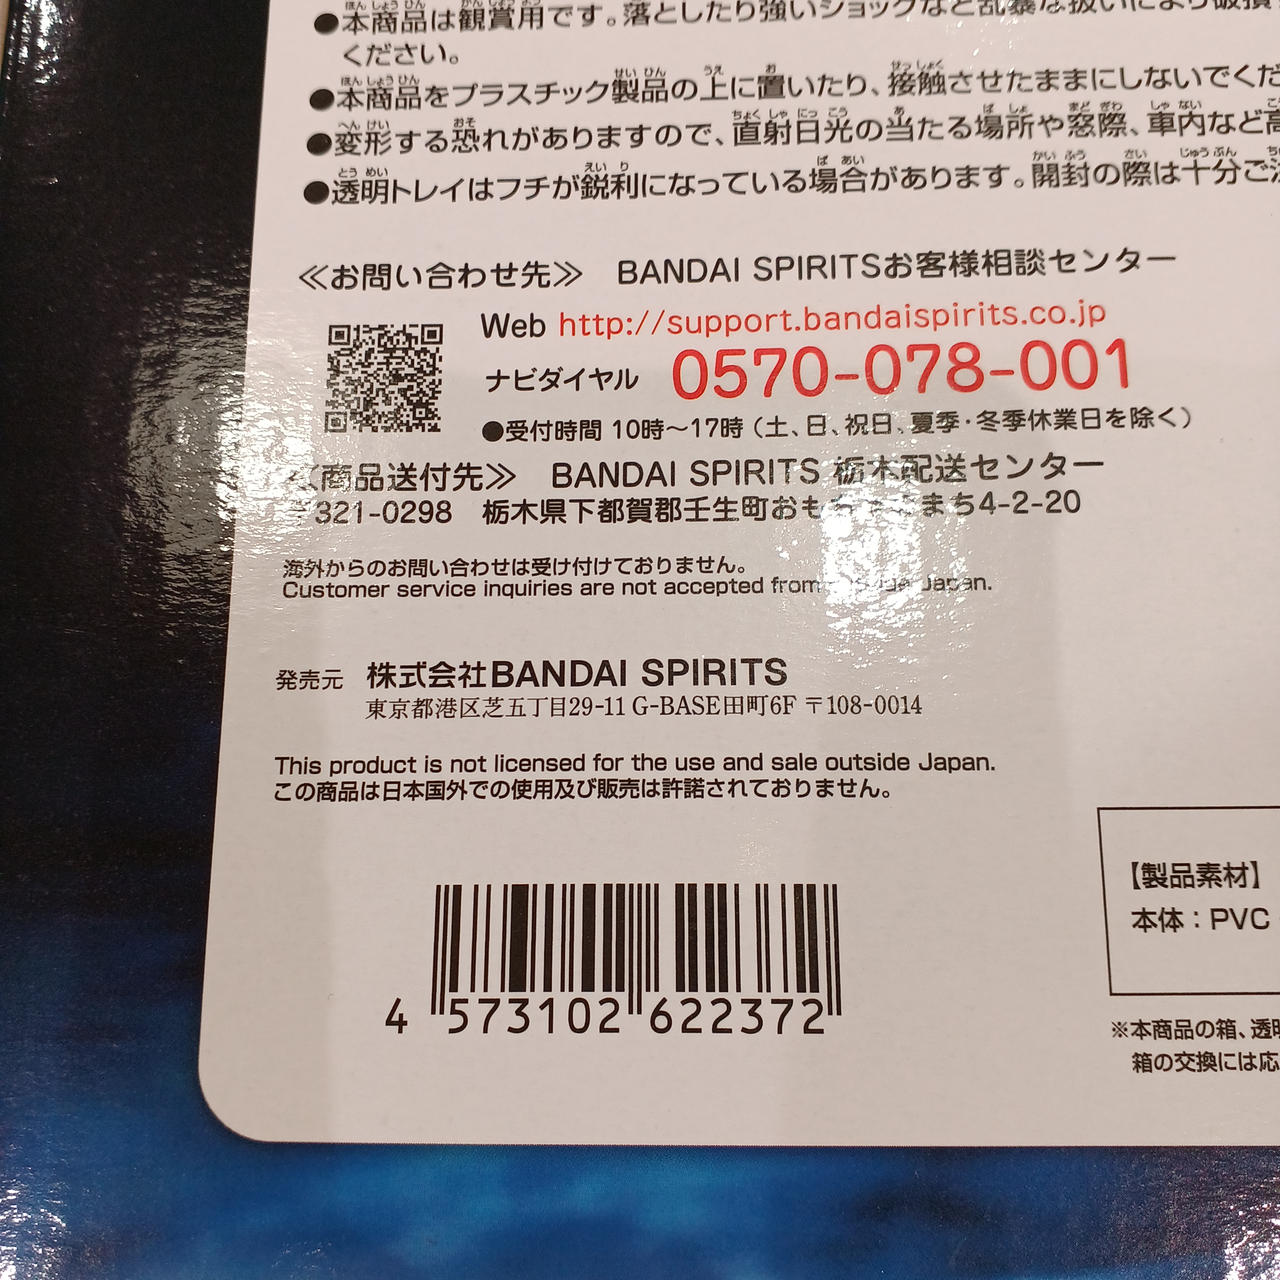 ●本商品は観賞用です。落としたり強いショックなど乱暴な扱いにより破損
ください。
●本商品をプラスチック製品の上に置いたり、接触させたままにしないでくだ
●変形する恐れがありますので、直射日光の当たる場所や窓際、車内など高
●透明トレイはフチが鋭利になっている場合があります。開封の際は十分ご注
≪お問い合わせ先≫ BANDAI SPIRITSお客様相談センター
Web http://support.bandaispirits.co.jp
ナビダイヤル 0570-078-001
●受付時間 10時～17時（土、日、祝日、夏季・冬季休業日を除く）
≪商品送付先≫ BANDAI SPIRITS 栃木配送センター
〒321-0298 栃木県下都賀郡壬生町おもちゃのまち4-2-20
海外からのお問い合わせは受け付けておりません。
Customer service inquiries are not accepted from outside Japan.
発売元 株式会社BANDAI SPIRITS
東京都港区芝五丁目29-11 G-BASE田町6F 〒108-0014
This product is not licensed for the use and sale outside Japan.
この商品は日本国外での使用及び販売は許諾されておりません。
【製品素材】
本体：PVC
4 573102 622372
※本商品の箱、透明
箱の交換には応